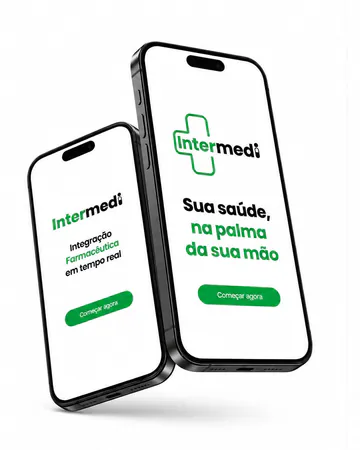 Intermedi
Integração
Farmacêutica
em tempo real
Começar agora
Intermedi
Sua saúde,
na palma
da sua mão
Começar agora